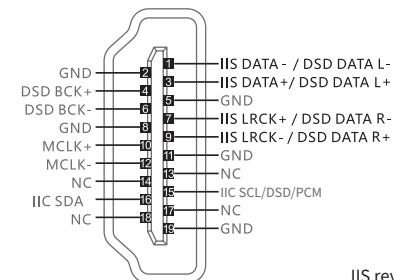 1 IIS DATA - / DSD DATA L-
GND 2
3 IIS DATA+/ DSD DATA L+
DSD BCK+ 4
5 GND
DSD BCK- 6
7 IIS LRCK+ / DSD DATA R-
GND 8
9 IIS LRCK- / DSD DATA R+
MCLK+ 10
11 GND
MCLK- 12
13 NC
NC 14
15 IIC SCL/DSD/PCM
IIC SDA 16
17 NC
NC 18
19 GND
IIS rev